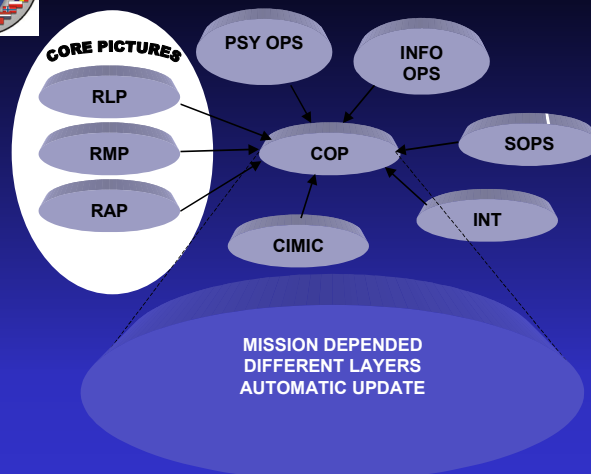 CORE PICTURES
RLP
RMP
RAP
PSY OPS
INFO
OPS
COP
SOPS
INT
CIMIC
MISSION DEPENDED
DIFFERENT LAYERS
AUTOMATIC UPDATE